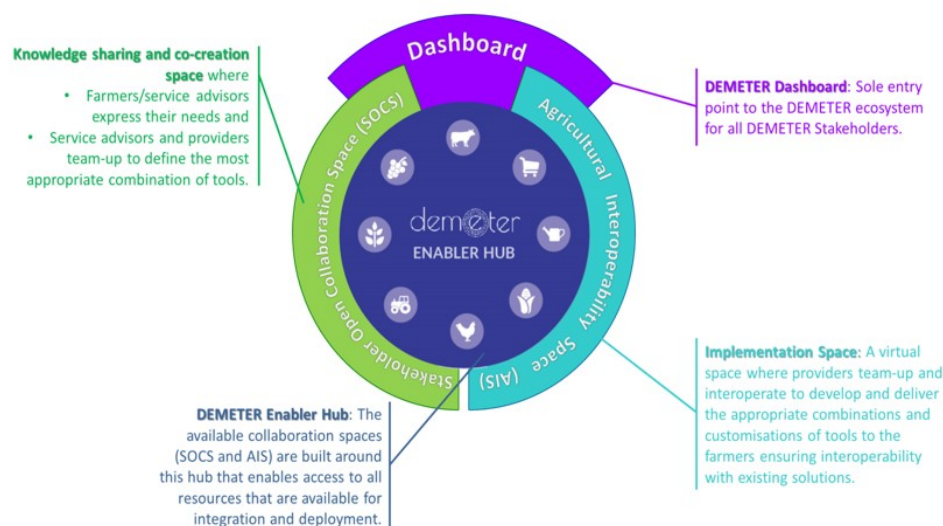 Dashboard
Knowledge sharing and co-creation
space where
• Farmers/service advisors
express their needs and
• Service advisors and providers
team-up to define the most
appropriate combination of tools.
DEMETER Dashboard: Sole entry
point to the DEMETER ecosystem
for all DEMETER Stakeholders.
Stakeholder Open Collaboration Space (SOCS)
Agricultural Interoperability Space (AIS)
demeter
ENABLER HUB
Implementation Space: A virtual
space where providers team-up and
interoperate to develop and deliver
the appropriate combinations and
customisations of tools to the
farmers ensuring interoperability
with existing solutions.
DEMETER Enabler Hub: The
available collaboration spaces
(SOCS and AIS) are built around
this hub that enables access to all
resources that are available for
integration and deployment.